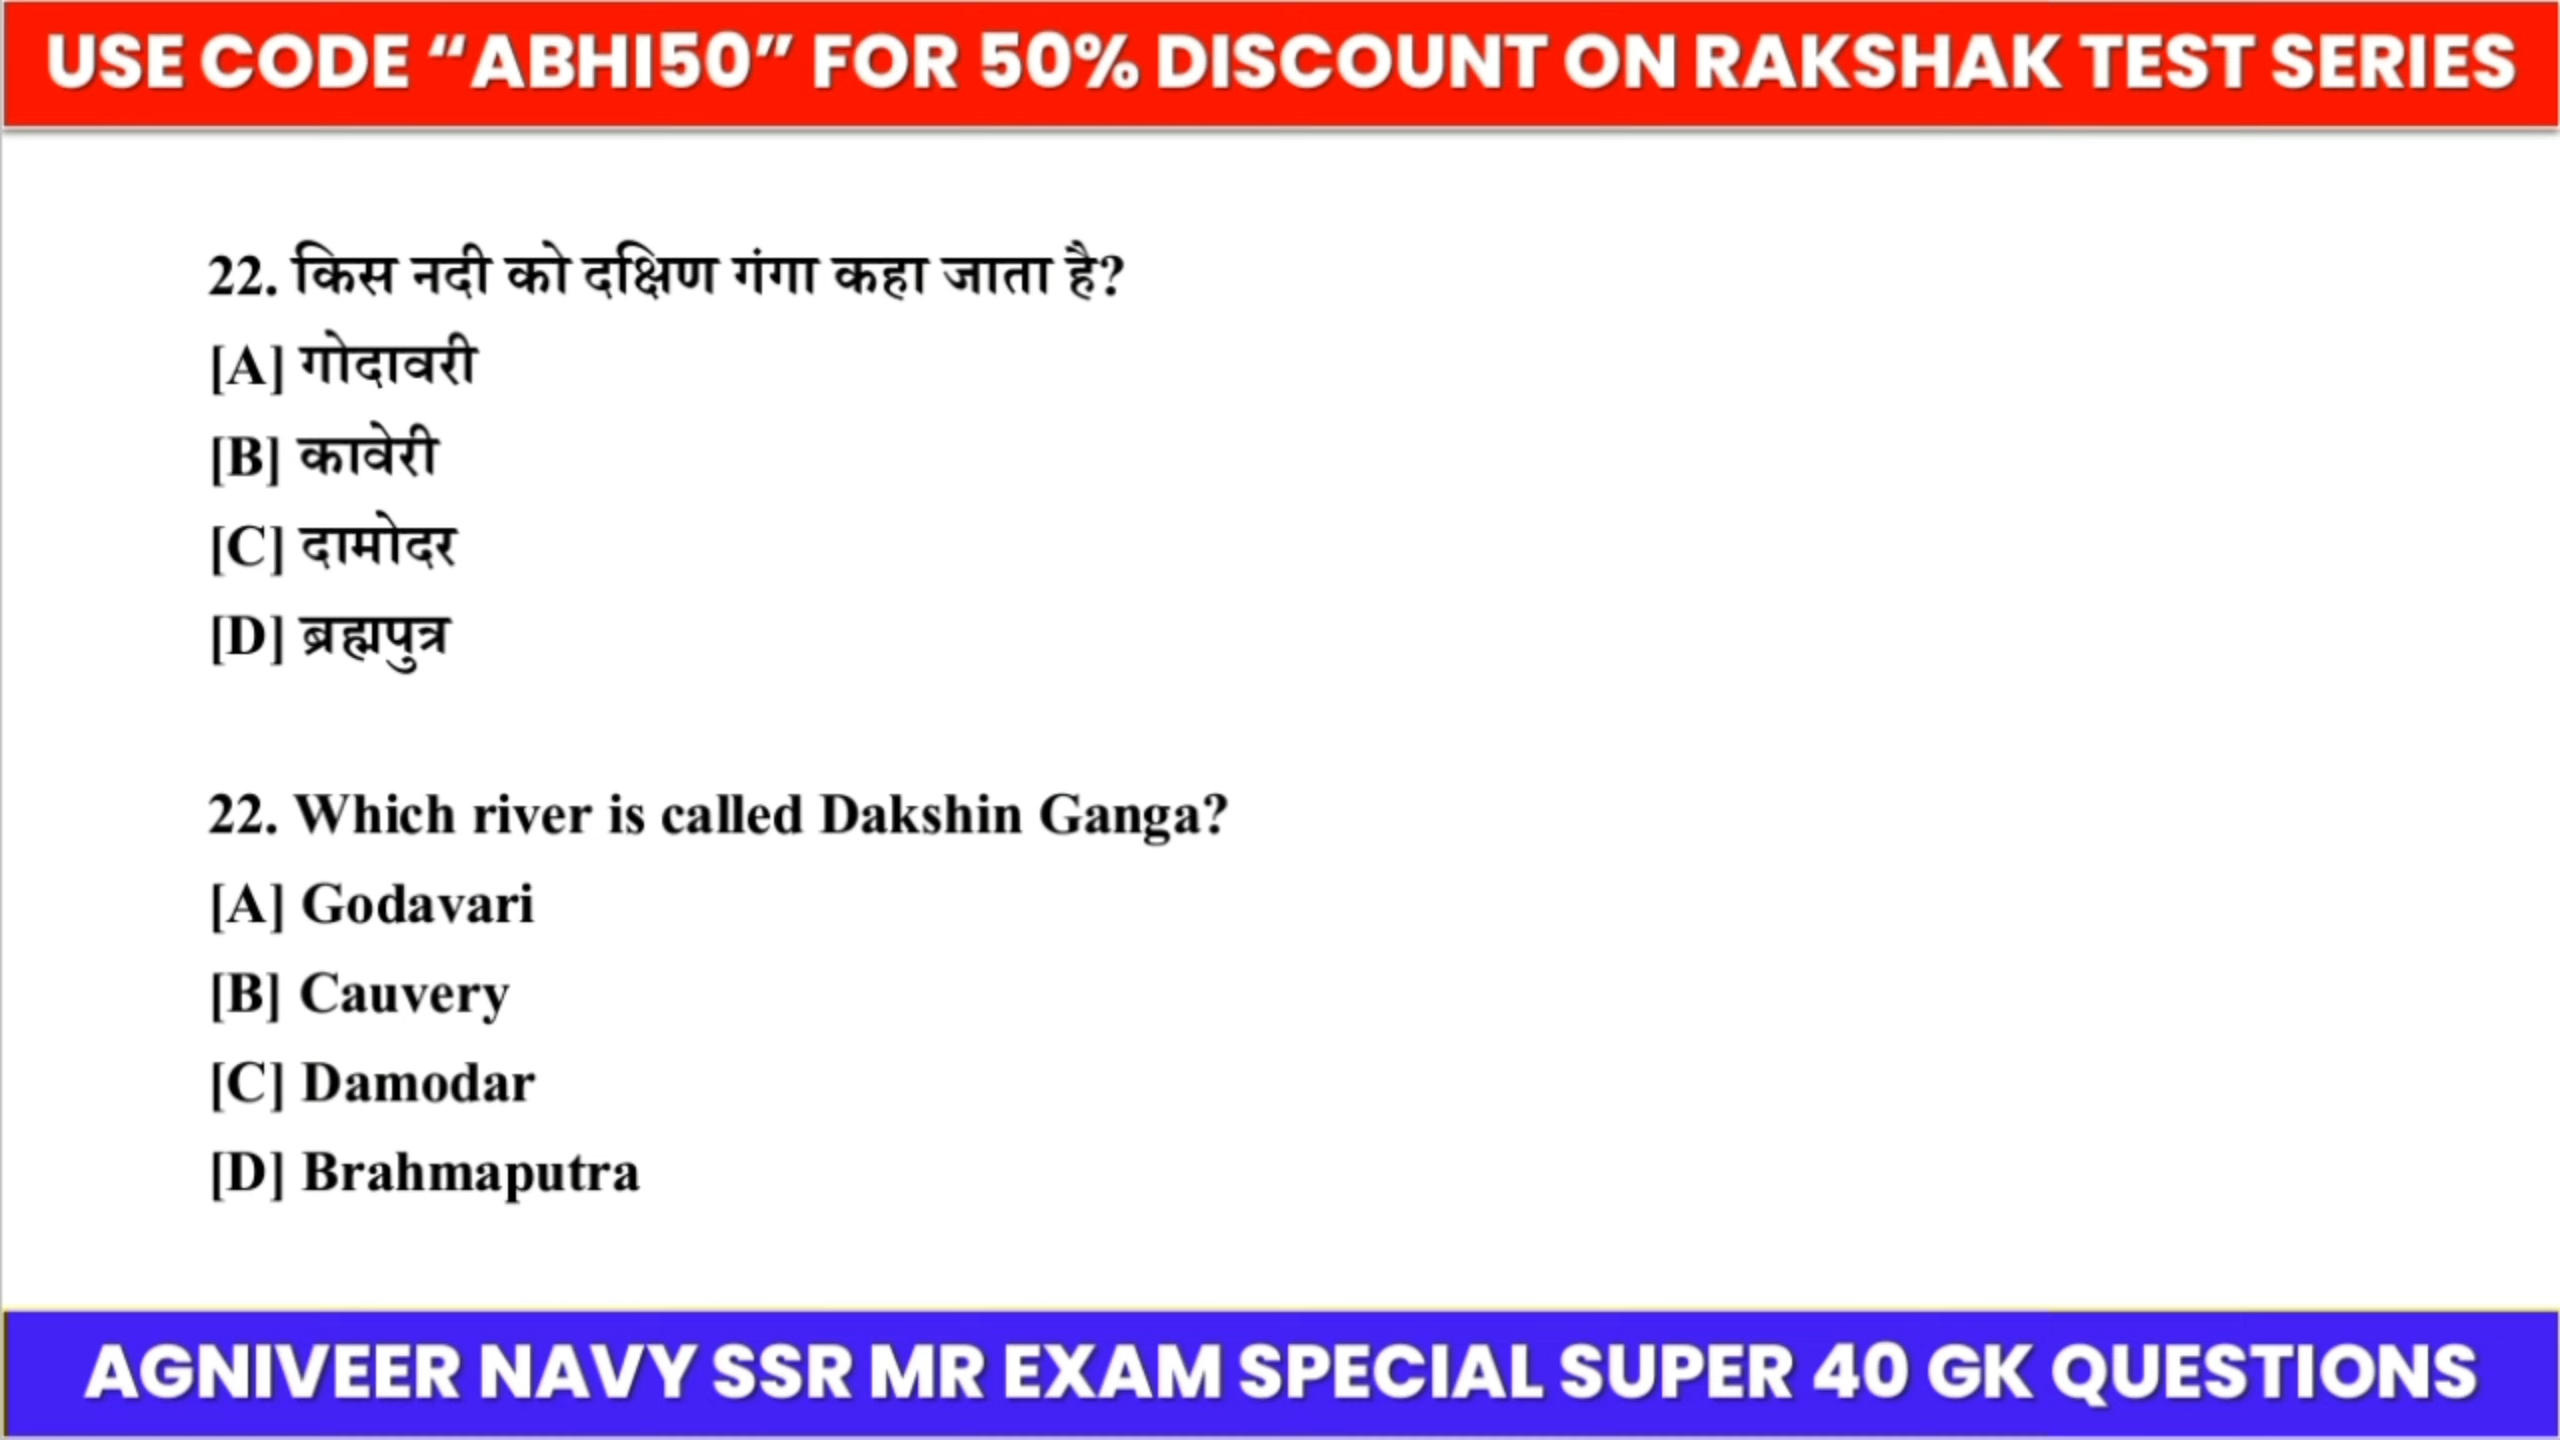 USE CODE “ABHI50” FOR 50% DISCOUNT ON RAKSHAK TEST SERIES
22. किस नदी को दक्षिण गंगा कहा जाता है?
[A] गोदावरी
[B] कावेरी
[C] दामोदर
[D] ब्रह्मपुत्र
22. Which river is called Dakshin Ganga?
[A] Godavari
[B] Cauvery
[C] Damodar
[D] Brahmaputra
AGNIVEER NAVY SSR MR EXAM SPECIAL SUPER 40 GK QUESTIONS